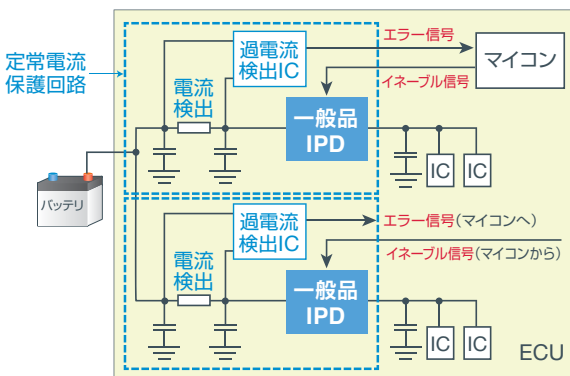 定常電流
保護回路
過電流
検出IC
エラー信号
マイコン
イネーブル信号
電流
検出
一般品
IPD
IC
IC
バッテリ
過電流
検出IC
エラー信号(マイコンへ)
イネーブル信号(マイコンから)
電流
検出
一般品
IPD
IC
IC
ECU